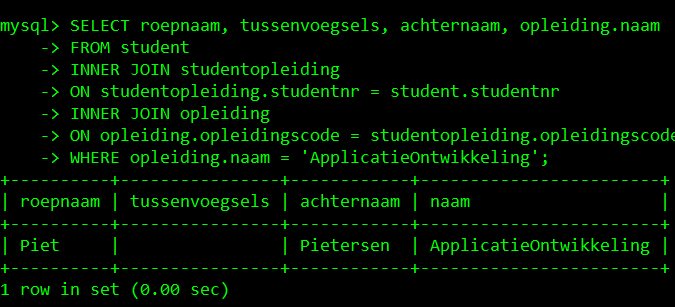 mysql> SELECT roepnaam, tussenvoegsels, achternaam, opleiding.naam
    -> FROM student
    -> INNER JOIN studentopleiding
    -> ON studentopleiding.studentnr = student.studentnr
    -> INNER JOIN opleiding
    -> ON opleiding.opleidingscode = studentopleiding.opleidingscode
    -> WHERE opleiding.naam = 'ApplicatieOntwikkeling';
+----------+----------------+------------+------------------------+
| roepnaam | tussenvoegsels | achternaam | naam                   |
+----------+----------------+------------+------------------------+
| Piet     |                | Pietersen  | ApplicatieOntwikkeling |
+----------+----------------+------------+------------------------+
1 row in set (0.00 sec)